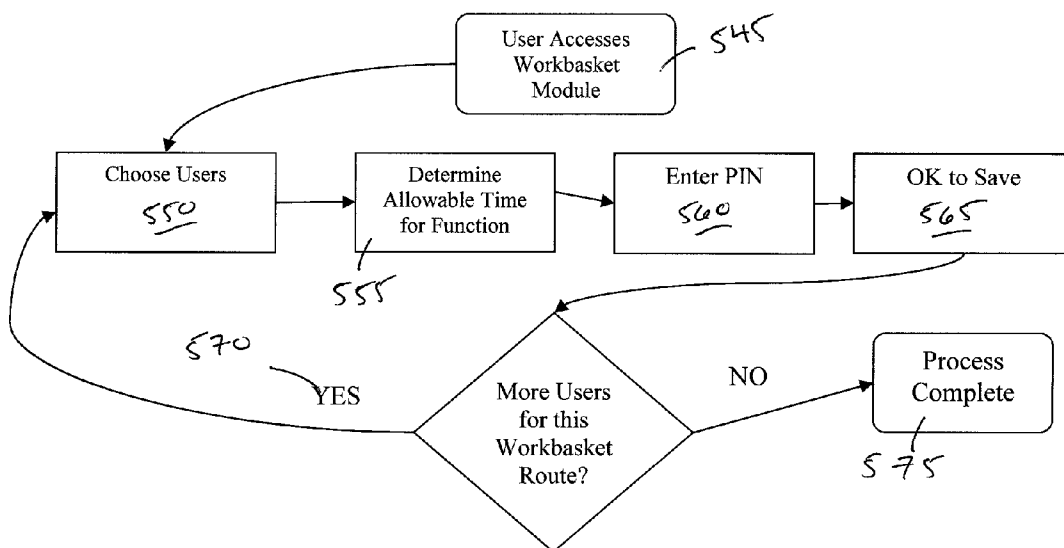 User Accesses
Workbasket
Module
545
Choose Users
550
Determine
Allowable Time
for Function
555
Enter PIN
560
OK to Save
565
570
YES
More Users
for this
Workbasket
Route?
NO
Process
Complete
575